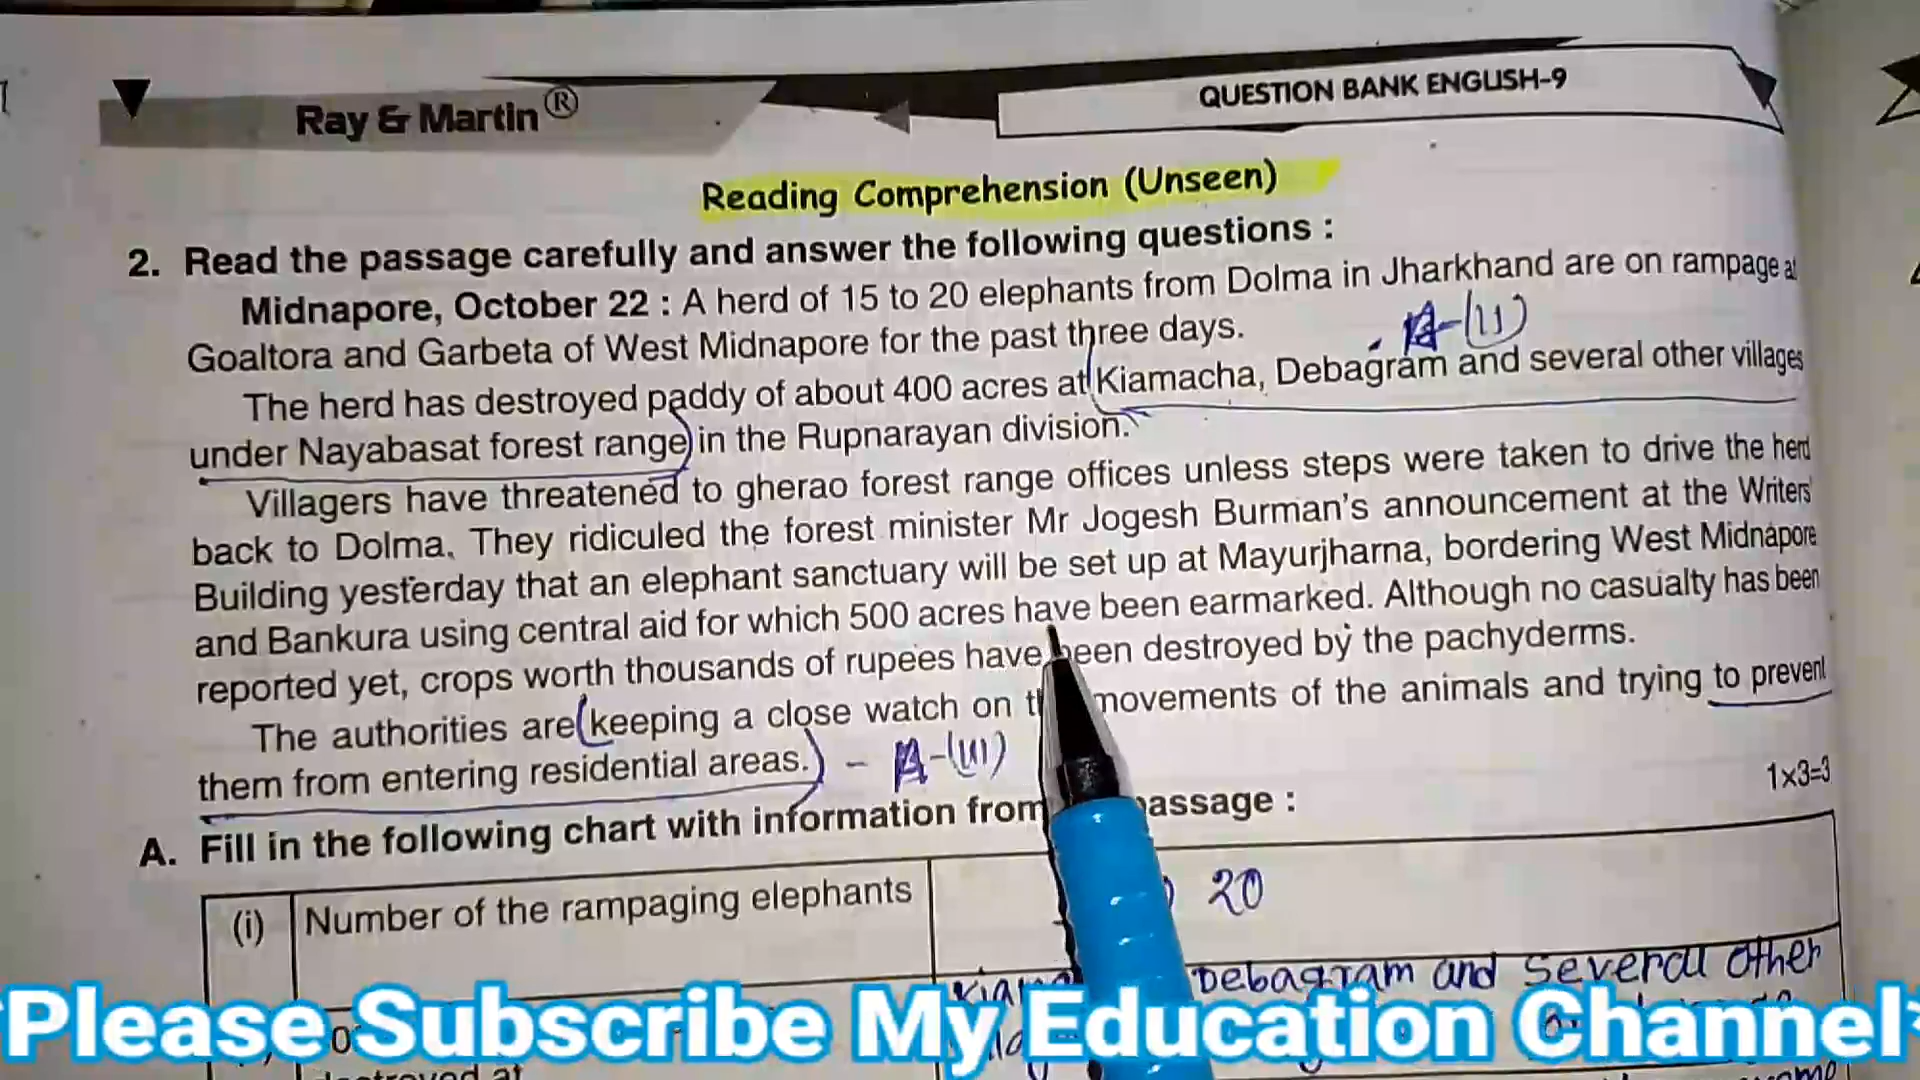 Ray & Martin®
QUESTION BANK ENGLISH-9
Reading Comprehension (Unseen)
2. Read the passage carefully and answer the following questions :
Midnapore, October 22 : A herd of 15 to 20 elephants from Dolma in Jharkhand are on rampage at
Goaltora and Garbeta of West Midnapore for the past three days.
A-(ii)
The herd has destroyed paddy of about 400 acres at Kiamacha, Debagram and several other villages
under Nayabasat forest range in the Rupnarayan division.
Villagers have threatened to gherao forest range offices unless steps were taken to drive the herd
back to Dolma. They ridiculed the forest minister Mr Jogesh Burman's announcement at the Writers'
Building yesterday that an elephant sanctuary will be set up at Mayurjharna, bordering West Midnapore
and Bankura using central aid for which 500 acres have been earmarked. Although no casualty has been
reported yet, crops worth thousands of rupees have been destroyed by the pachyderms.
The authorities are keeping a close watch on movements of the animals and trying to prevent
them from entering residential areas. - A-(iii)
1×3=3
A. Fill in the following chart with information from passage :
(i) Number of the rampaging elephants 20
Debagram and several other
*Please Subscribe My Education Channel*
destroyed at